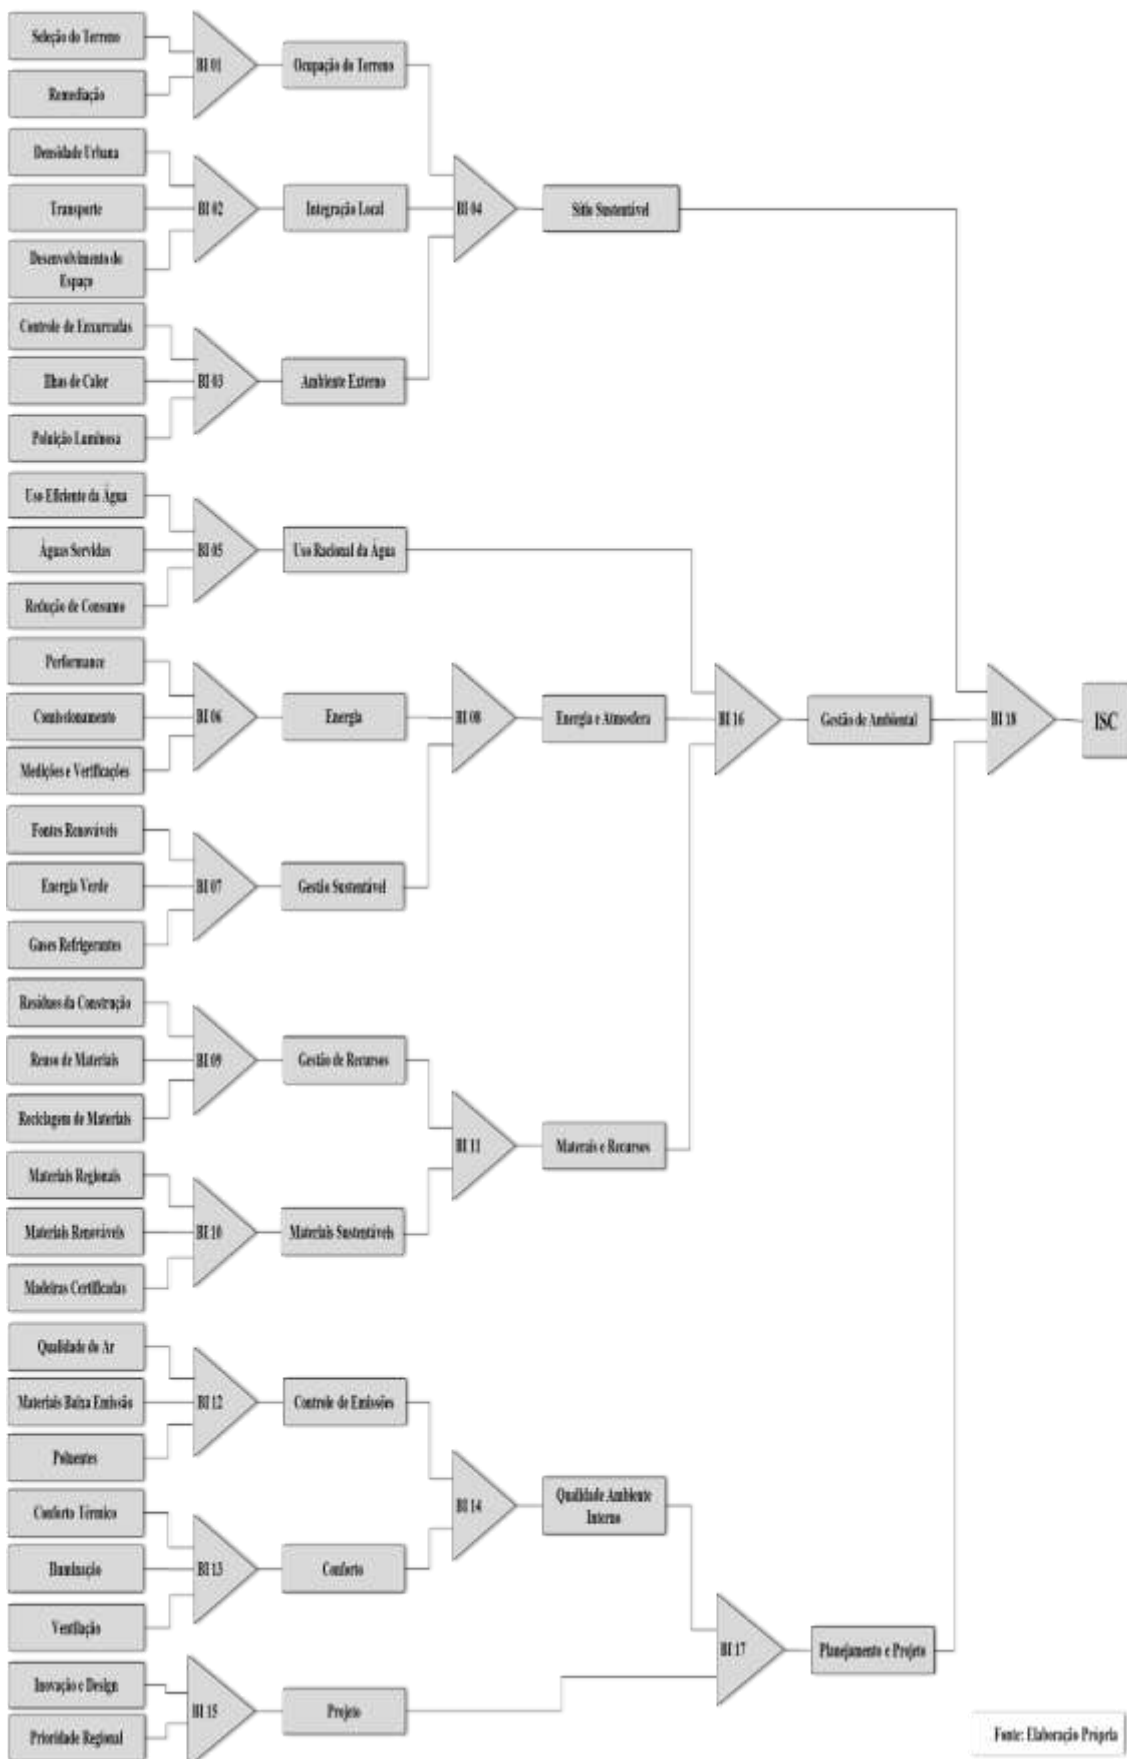 Seleção do Terreno
Remediação
BI 01
Ocupação do Terreno
Densidade Urbana
Transporte
Desenvolvimento do
Espaço
BI 02
Integração Local
BI 04
Sítio Sustentável
Controle de Enxurradas
Ilhas de Calor
Poluição Luminosa
BI 03
Ambiente Externo
Uso Eficiente da Água
Águas Servidas
Redução de Consumo
BI 05
Uso Racional da Água
Performance
Comissionamento
Medições e Verificações
BI 06
Energia
BI 08
Energia e Atmosfera
BI 16
Gestão de Ambiental
BI 18
ISC
Fontes Renováveis
Energia Verde
Gases Refrigerantes
BI 07
Gestão Sustentável
Resíduos da Construção
Reuso de Materiais
Reciclagem de Materiais
BI 09
Gestão de Recursos
BI 11
Materais e Recursos
Materiais Regionais
Materiais Renováveis
Madeiras Certificadas
BI 10
Materiais Sustentáveis
Qualidade do Ar
Materiais Baixa Emissão
Poluentes
BI 12
Controle de Emissões
BI 14
Qualidade Ambiente
Interno
Conforto Térmico
Iluminação
Ventilação
BI 13
Conforto
BI 17
Planejamento e Projeto
Inovação e Design
Prioridade Regional
BI 15
Projeto
Fonte: Elaboração Própria